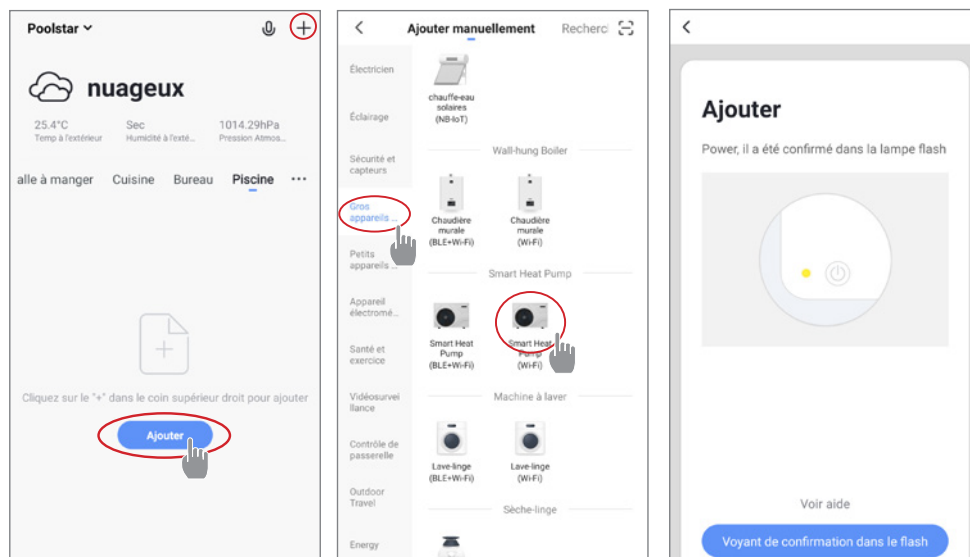 Poolstar
nuageux
25.4°C
Temp à l'extérieur
Sec
Humidité à l'exté...
1014.29hPa
Pression Atmos...
alle à manger Cuisine Bureau Piscine ...
Cliquez sur le "+" dans le coin supérieur droit pour ajouter
Ajouter
Ajouter manuellement Recherc
Électricien
Éclairage
Sécurité et
capteurs
Gros
appareils ...
Petits
appareils ...
Appareil
électromé...
Santé et
exercice
Vidéosurvei
llance
Contrôle de
passerelle
Outdoor
Travel
Energy
chauffe-eau
solaires
(NB-IoT)
Wall-hung Boiler
Chaudière
murale
(BLE+Wi-Fi)
Chaudière
murale
(Wi-Fi)
Smart Heat Pump
Smart Heat
Pump
(BLE+Wi-Fi)
Smart Heat
Pump
(Wi-Fi)
Machine à laver
Lave-linge
(BLE+Wi-Fi)
Lave-linge
(Wi-Fi)
Sèche-linge
Ajouter
Power, il a été confirmé dans la lampe flash
Voir aide
Voyant de confirmation dans le flash